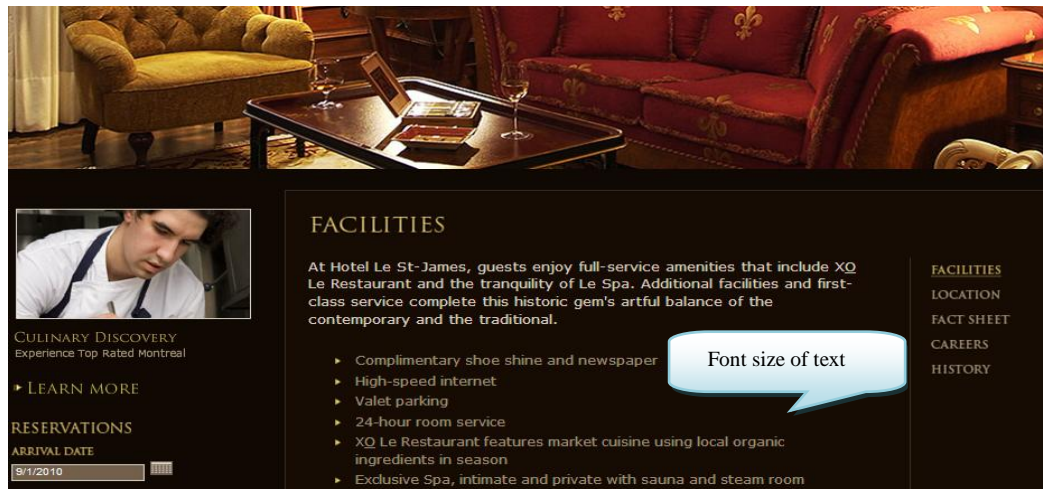 FACILITIES
At Hotel Le St-James, guests enjoy full-service amenities that include XO
Le Restaurant and the tranquility of Le Spa. Additional facilities and first-
class service complete this historic gem's artful balance of the
contemporary and the traditional.
Complimentary shoe shine and newspaper
High-speed internet
Valet parking
24-hour room service
XO Le Restaurant features market cuisine using local organic
ingredients in season
Exclusive Spa, intimate and private with sauna and steam room
Font size of text
FACILITIES
LOCATION
FACT SHEET
CAREERS
HISTORY
CULINARY DISCOVERY
Experience Top Rated Montreal
LEARN MORE
RESERVATIONS
ARRIVAL DATE
9/1/2010